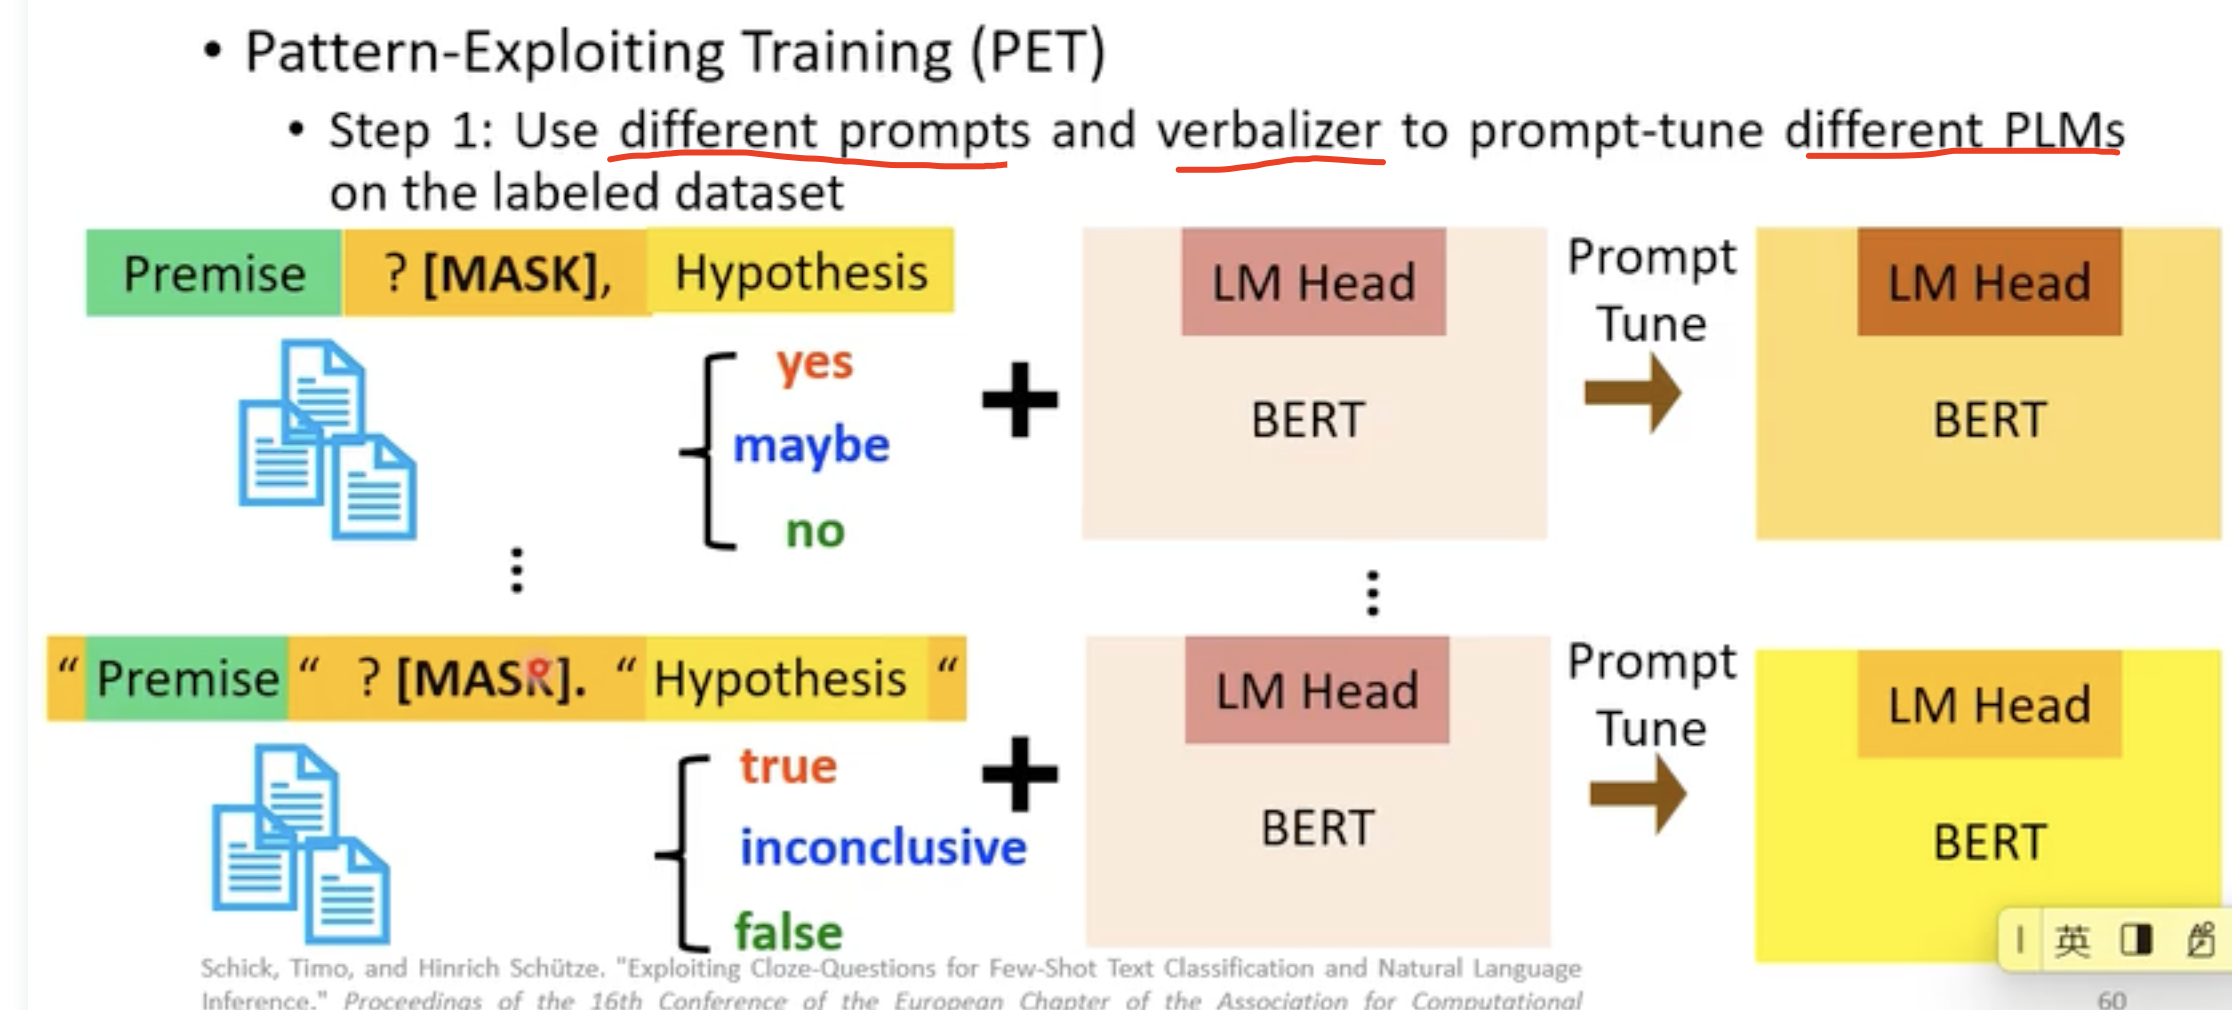 • Pattern-Exploiting Training (PET)
• Step 1: Use different prompts and verbalizer to prompt-tune different PLMs
on the labeled dataset
Premise ? [MASK], Hypothesis
LM Head
BERT
Prompt
Tune
LM Head
BERT
yes
maybe
no
“ Premise “ ? [MASK]. “ Hypothesis “
LM Head
BERT
Prompt
Tune
LM Head
BERT
true
inconclusive
false
英
Schick, Timo, and Hinrich Schütze. "Exploiting Cloze-Questions for Few-Shot Text Classification and Natural Language
Inference." Proceedings of the 16th Conference of the European Chapter of the Association for Computational
60